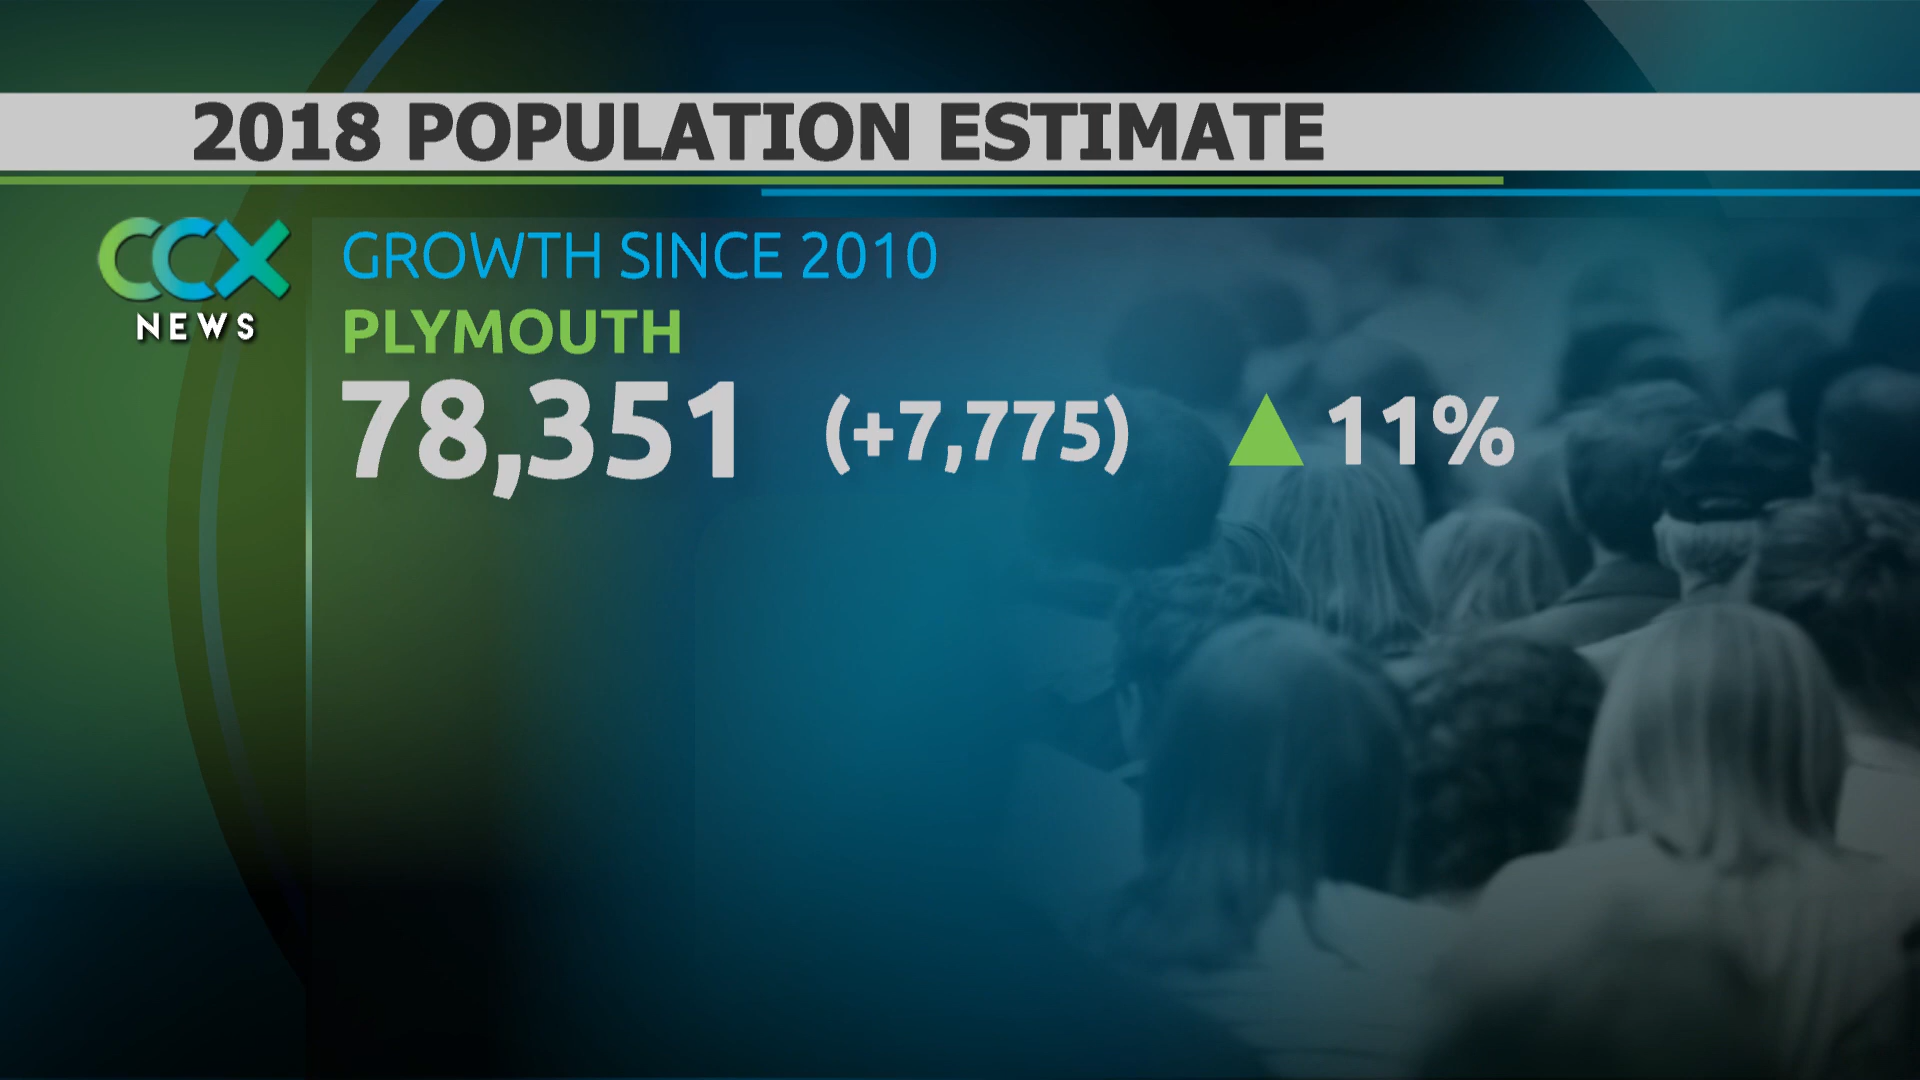 2018 POPULATION ESTIMATE
CCX
NEWS
GROWTH SINCE 2010
PLYMOUTH
78,351 (+7,775) ▲ 11%